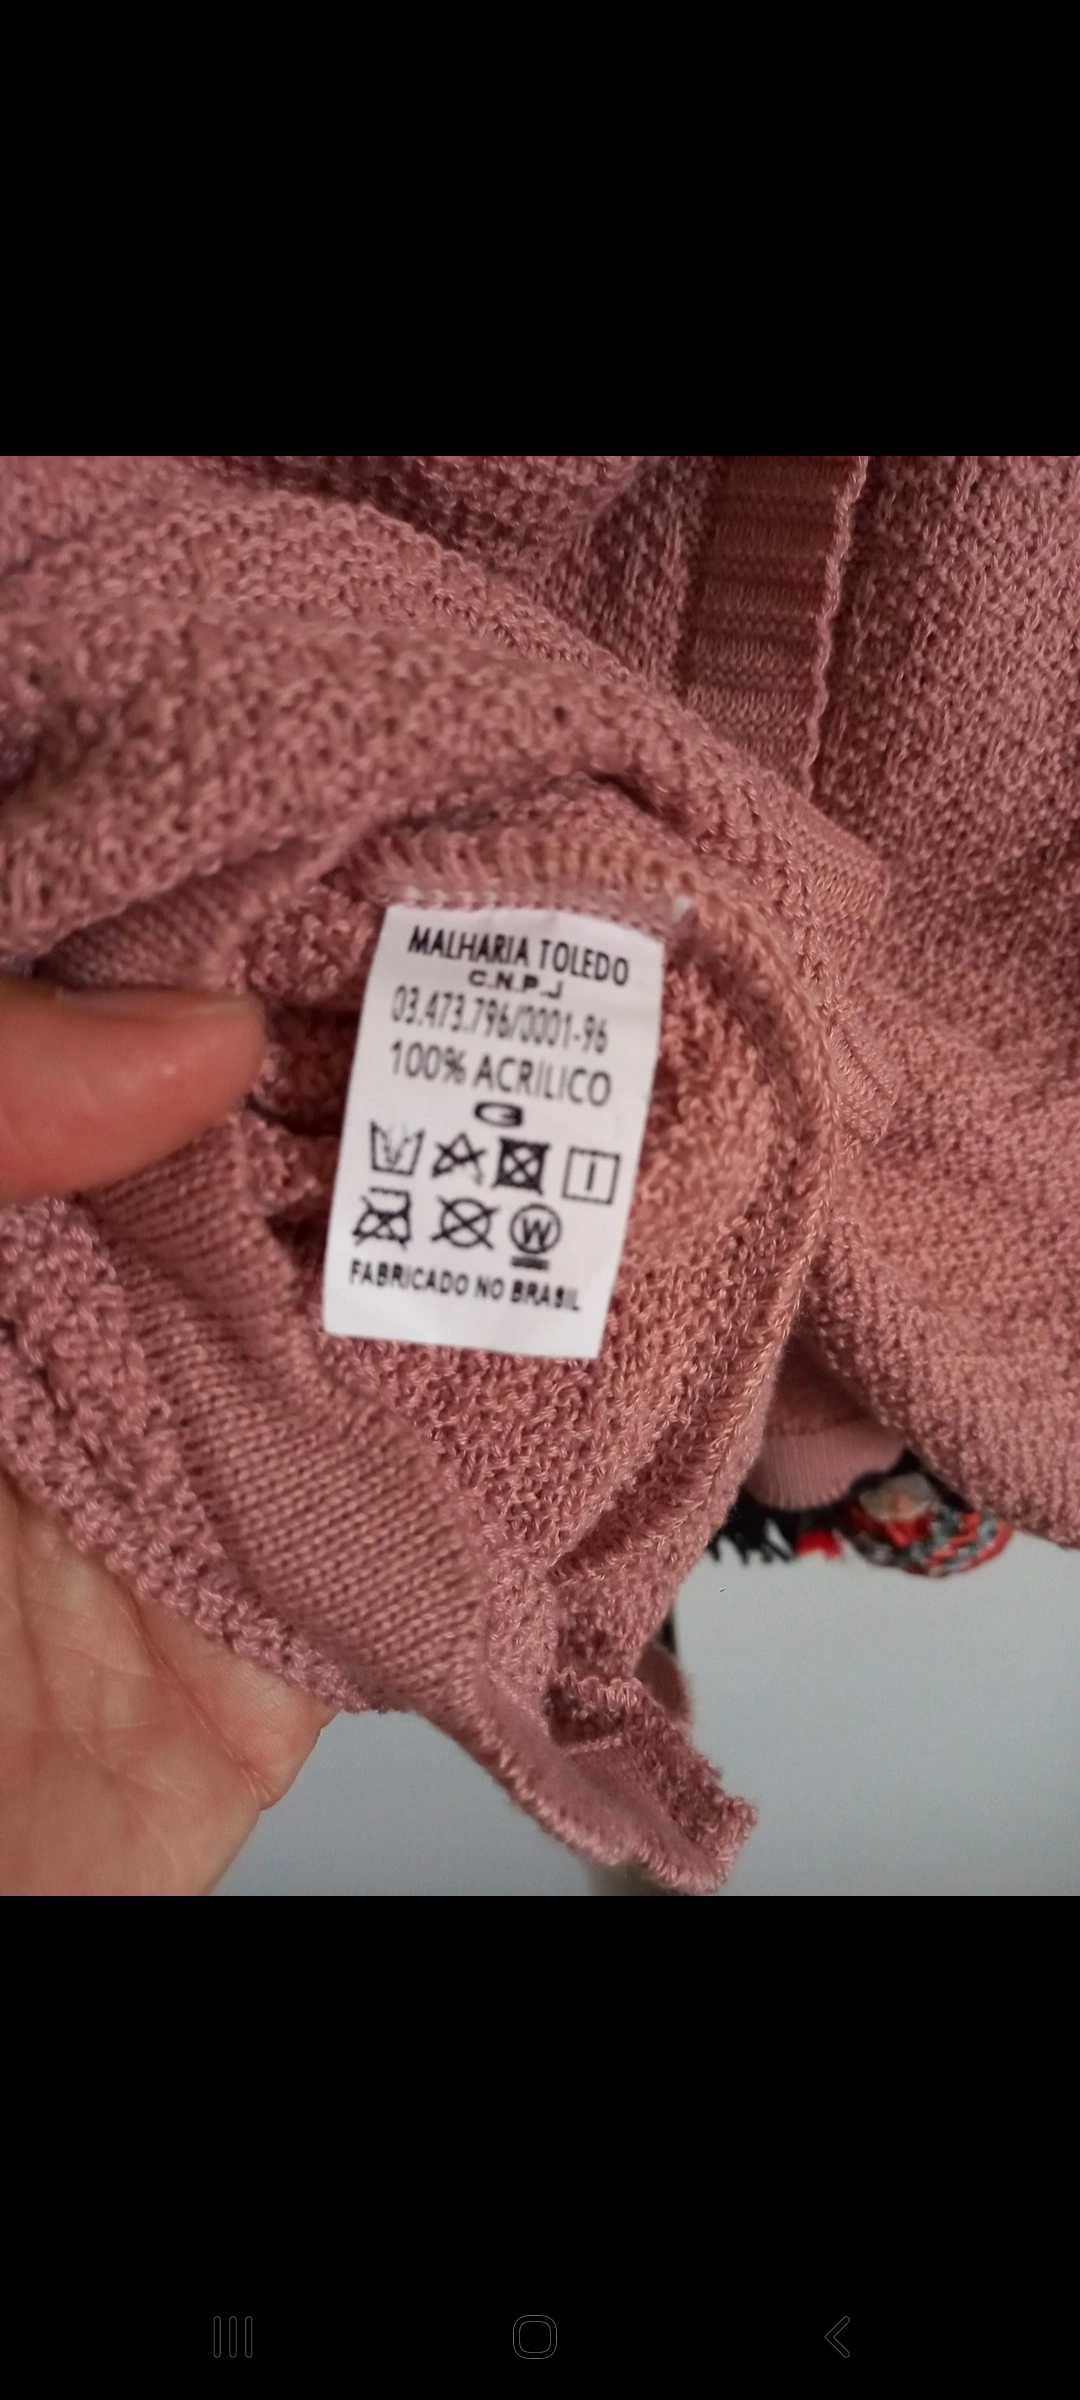 MALHARIA TOLEDO
C.N.P.J
03.473.796/0001-96
100% ACRILICO
G
W
FABRICADO NO BRASIL